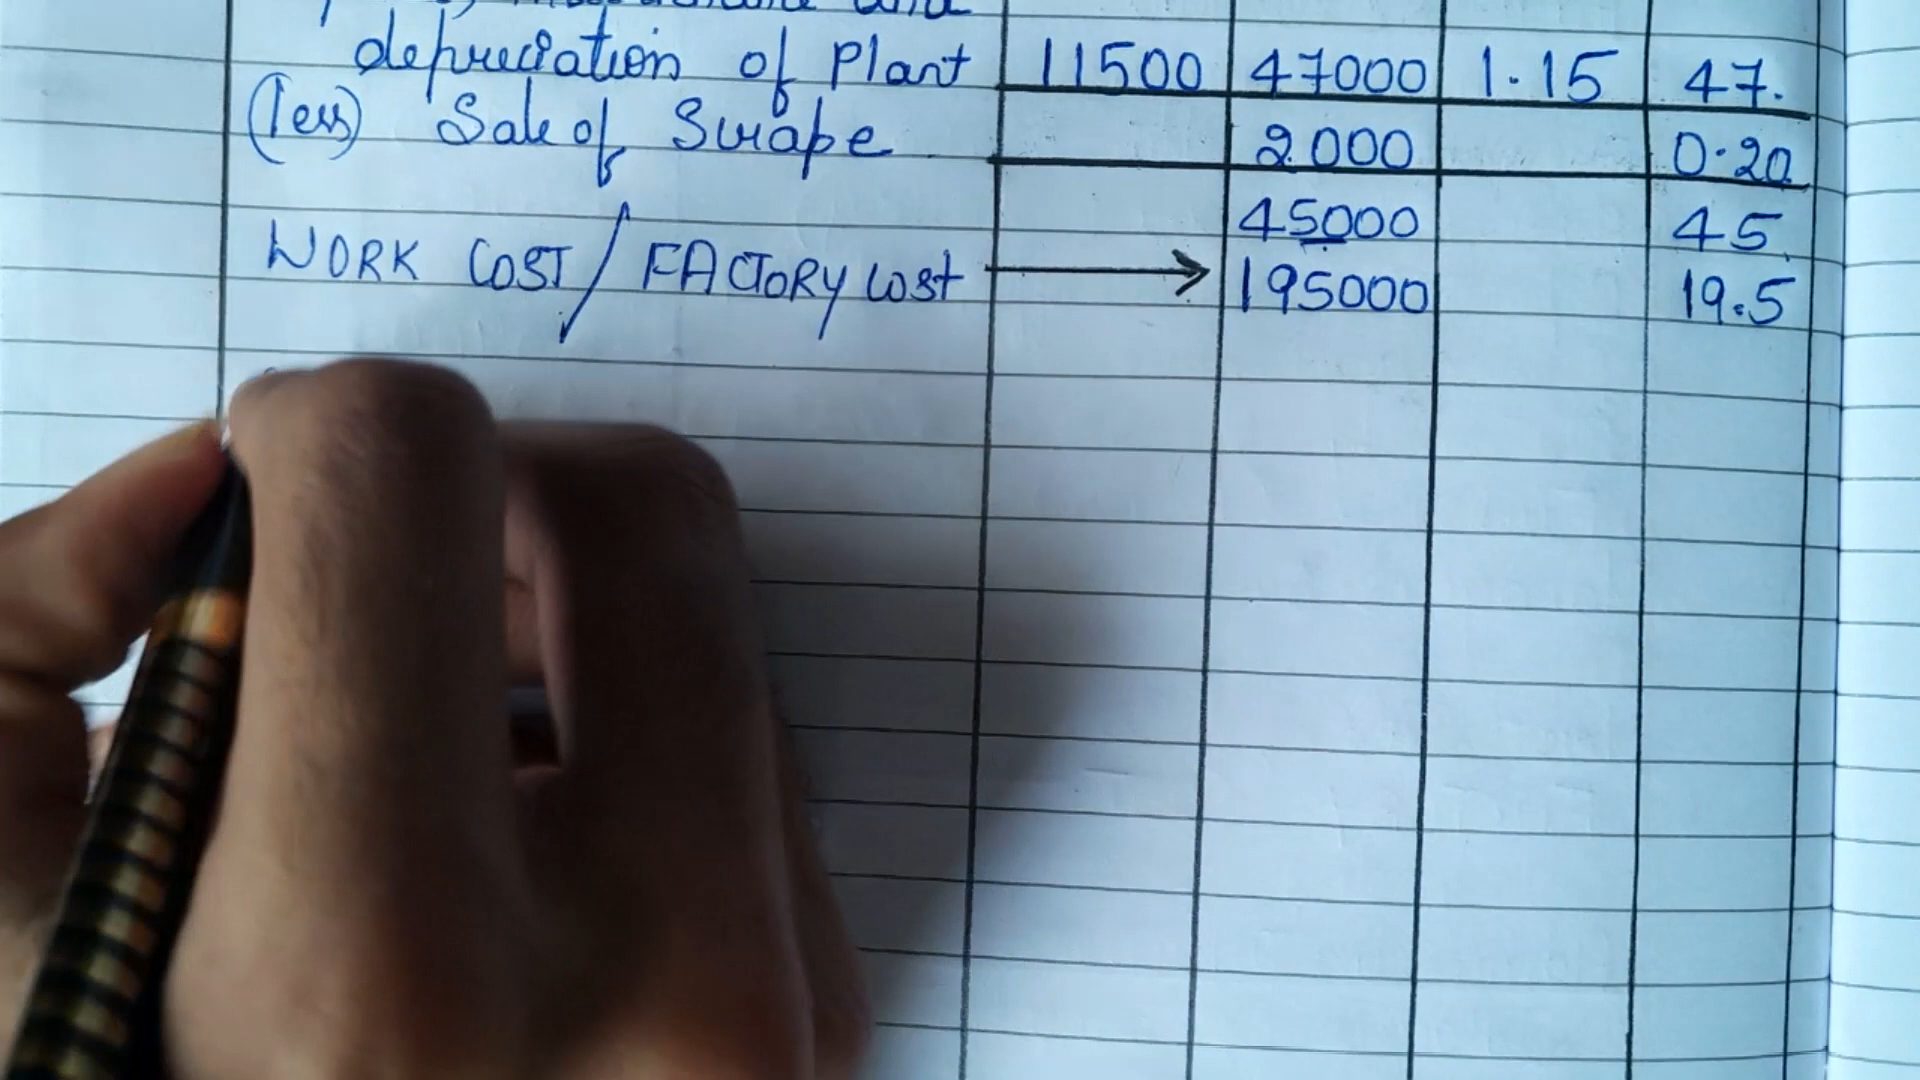 depreciation of Plant 11500 47000 1.15 47.
(less) Sale of Scrape 2000 0.20
45000 45
WORK COST / FACTORY Cost → 195000 19.5